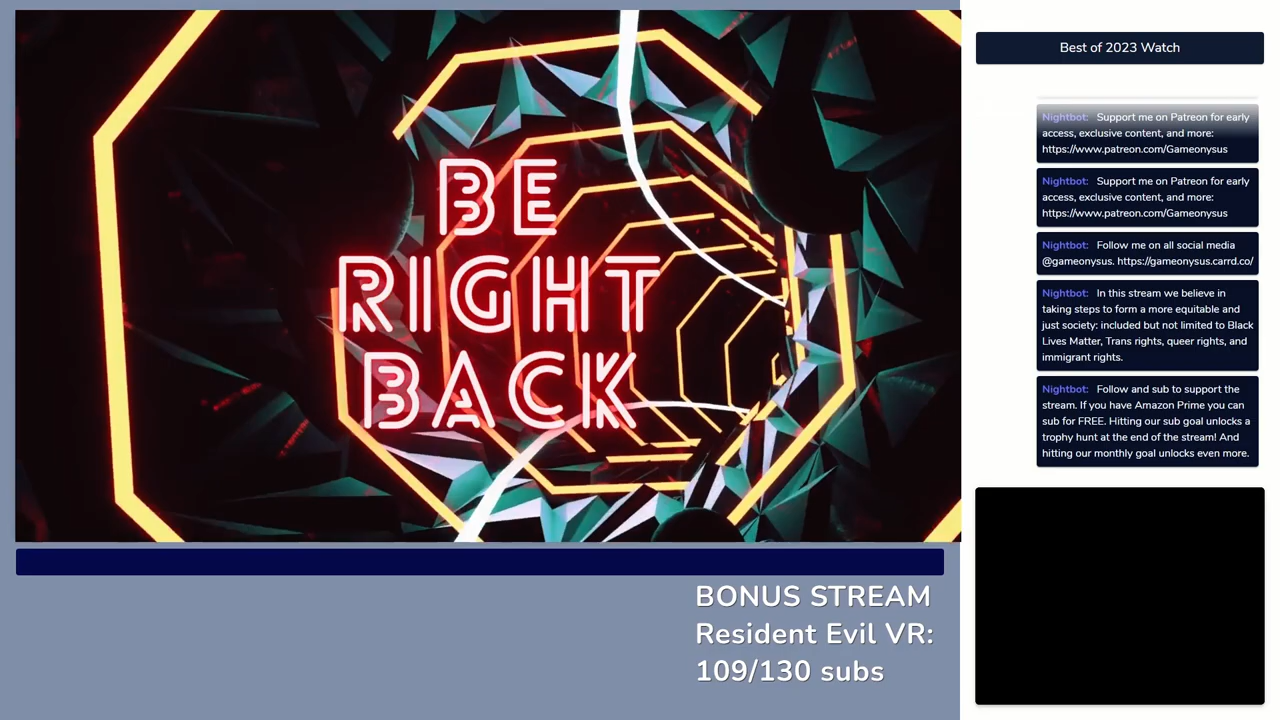 BE
RIGHT
BACK
Best of 2023 Watch
Nightbot: Support me on Patreon for early
access, exclusive content, and more:
https://www.patreon.com/Gameonysus
Nightbot: Support me on Patreon for early
access, exclusive content, and more:
https://www.patreon.com/Gameonysus
Nightbot: Follow me on all social media
@gameonysus. https://gameonysus.carrd.co/
Nightbot: In this stream we believe in
taking steps to form a more equitable and
just society: included but not limited to Black
Lives Matter, Trans rights, queer rights, and
immigrant rights.
Nightbot: Follow and sub to support the
stream. If you have Amazon Prime you can
sub for FREE. Hitting our sub goal unlocks a
trophy hunt at the end of the stream! And
hitting our monthly goal unlocks even more.
BONUS STREAM
Resident Evil VR:
109/130 subs